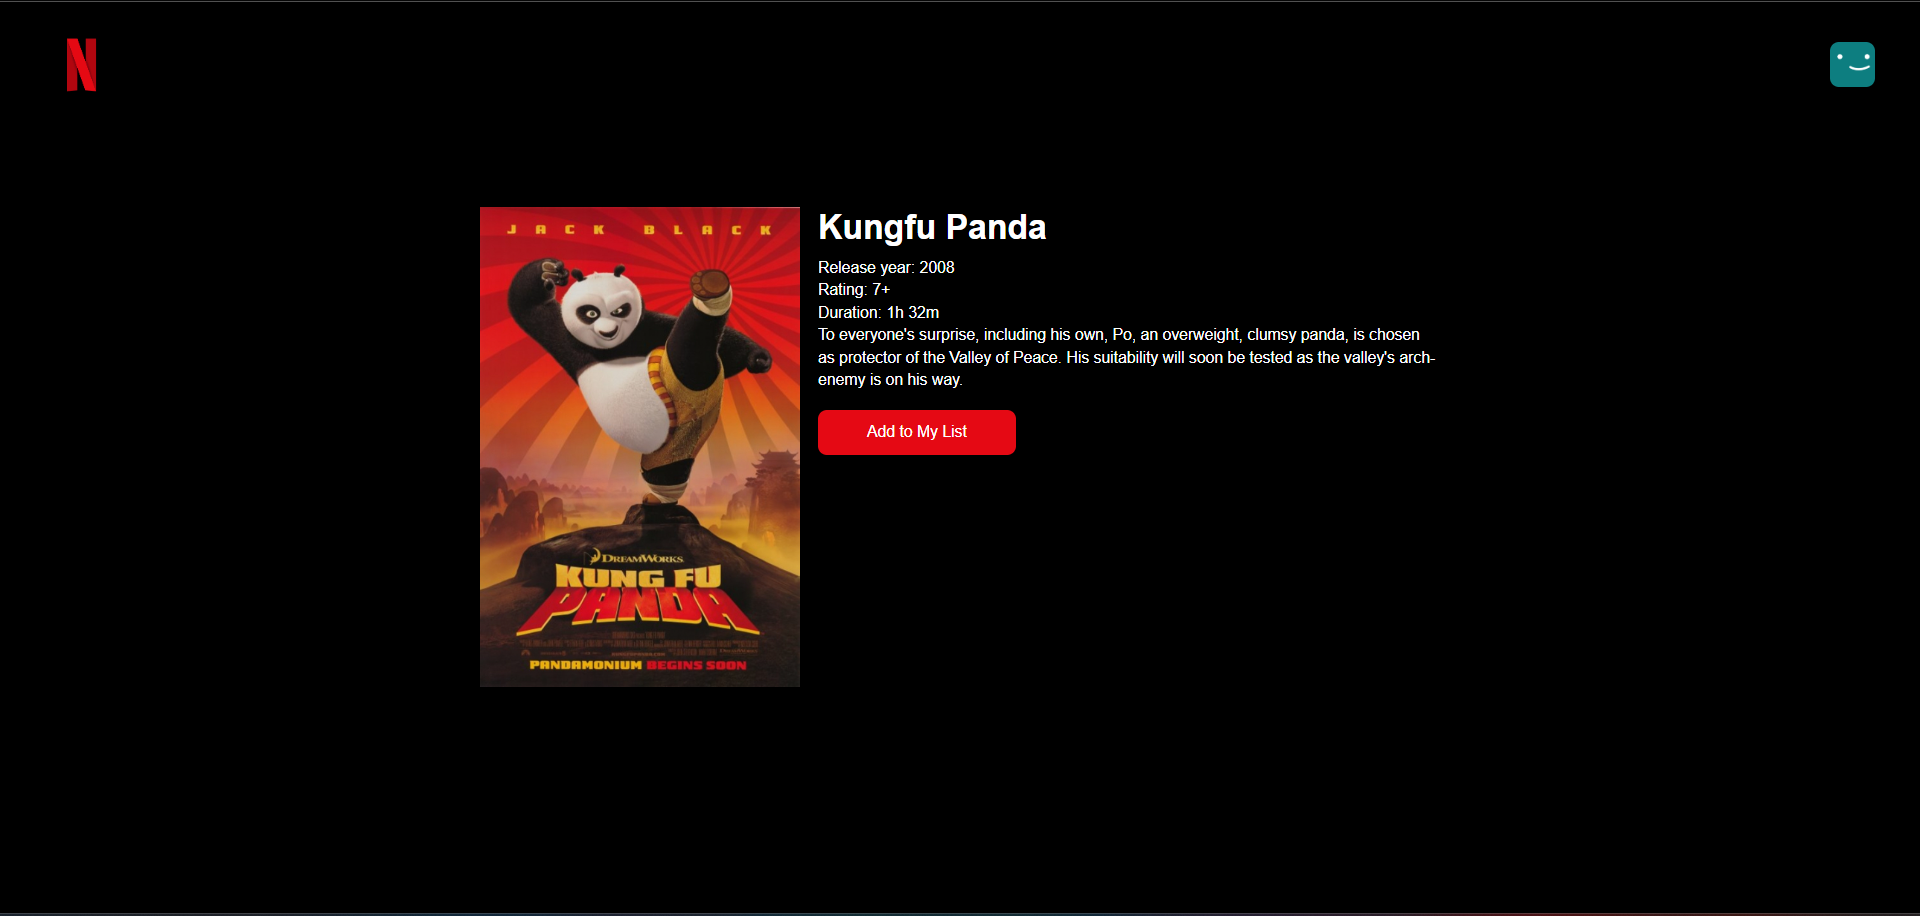 N
JACK BLACK
Kungfu Panda
Release year: 2008
Rating: 7+
Duration: 1h 32m
To everyone's surprise, including his own, Po, an overweight, clumsy panda, is chosen
as protector of the Valley of Peace. His suitability will soon be tested as the valley's arch-
enemy is on his way.
Add to My List
DREAMWORKS
KUNG FU
PANDA
PANDAMONIUM BEGINS SOON